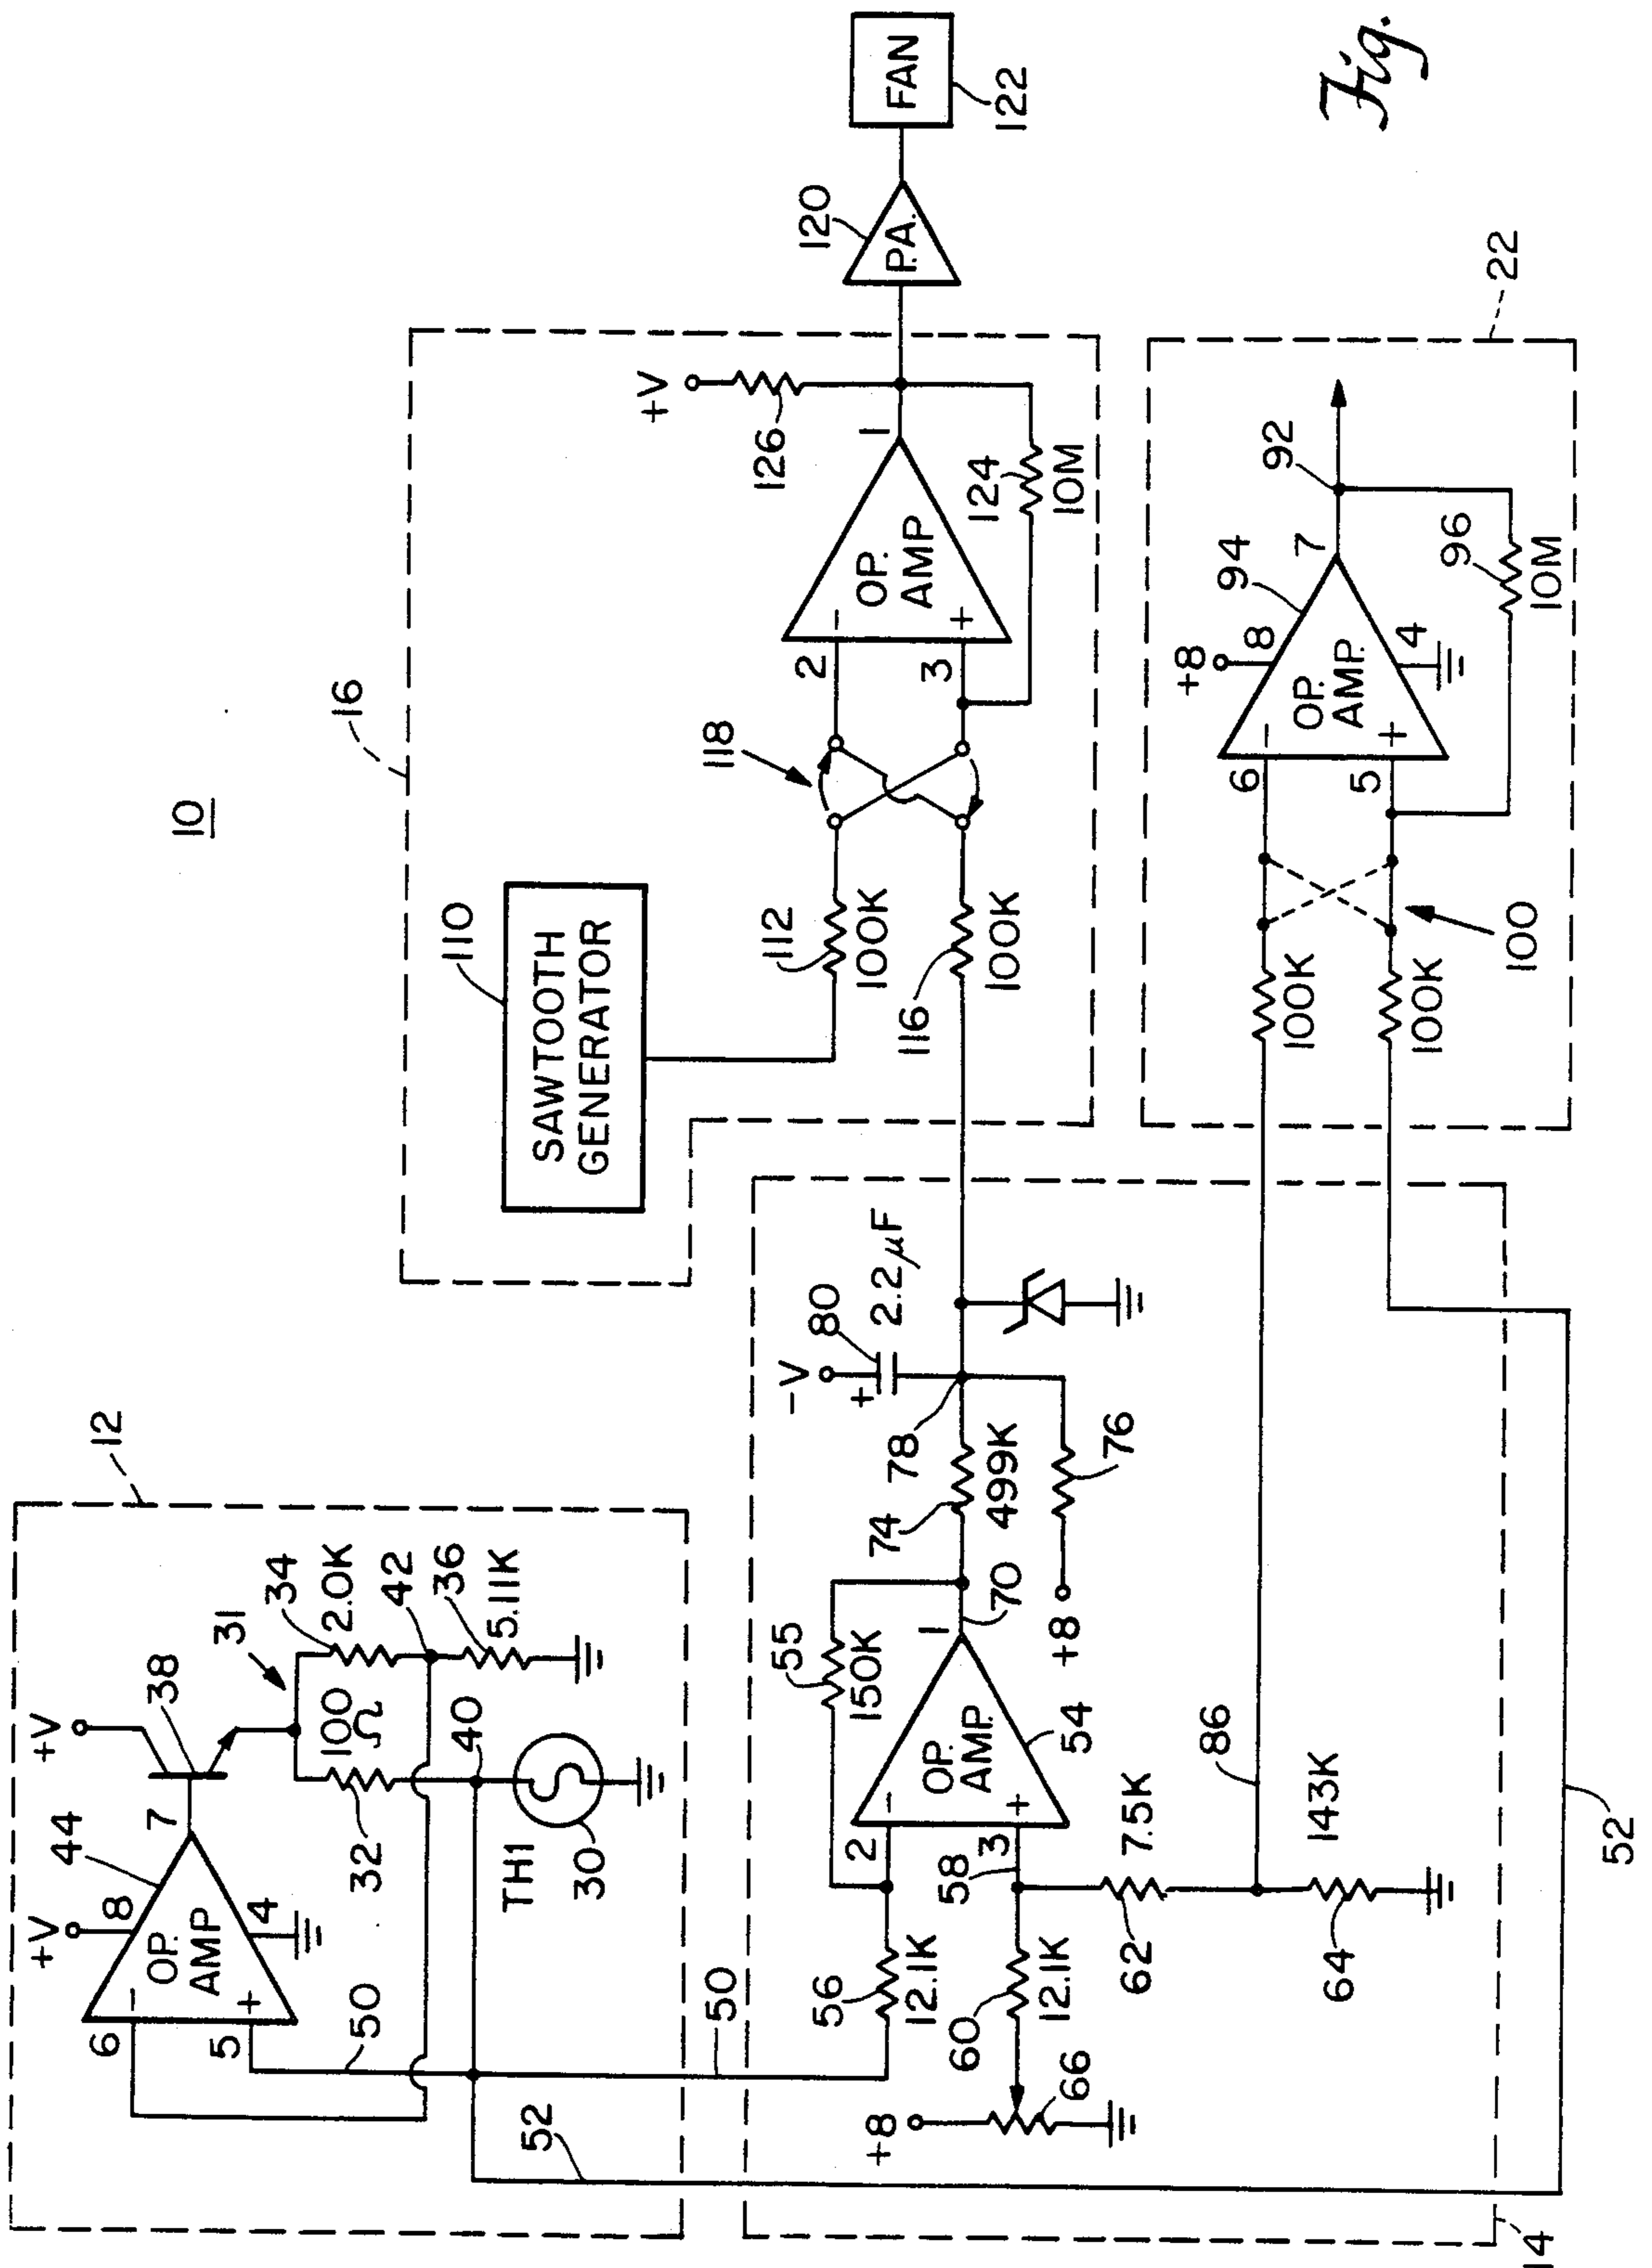 10
12
+V
+V
44
8
7
38
31
34
2.0K
100
Ω
42
36
5.11K
OP.
AMP
−
+
6
5
4
32
40
50
TH1
30
52
16
110
SAWTOOTH
GENERATOR
112
100K
116
100K
118
2
3
−
+
OP.
AMP
1
+V
126
124
10M
120
P.A.
FAN
122
50
56
12.1K
2
3
58
−
+
OP.
AMP.
54
55
150K
1
70
74
499K
78
−V
+
80
2.2µF
76
+8
60
12.1K
+8
66
62
7.5K
86
64
143K
14
52
22
100K
100K
100
6
5
−
+
OP.
AMP.
+8
8
94
4
7
92
96
10M
Fig.